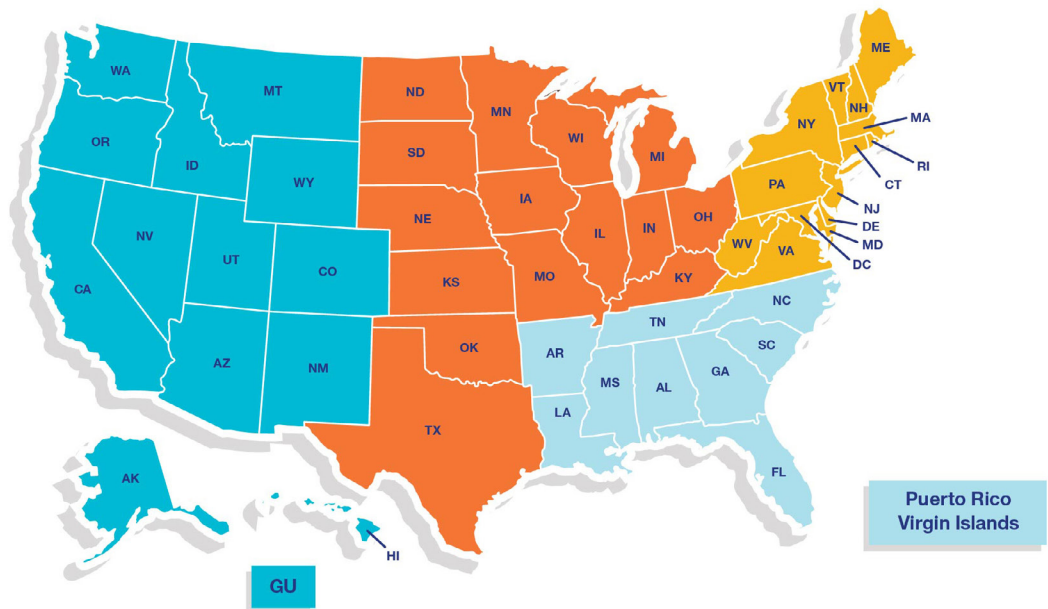 WA
MT
ND
MN
ME
VT
NH
NY
MA
OR
ID
SD
WI
MI
RI
WY
CT
PA
NJ
NE
IA
OH
DE
NV
IL
IN
WV
MD
UT
CO
VA
DC
CA
KS
MO
KY
NC
TN
OK
AR
SC
AZ
NM
MS
AL
GA
LA
TX
FL
AK
Puerto Rico
Virgin Islands
HI
GU